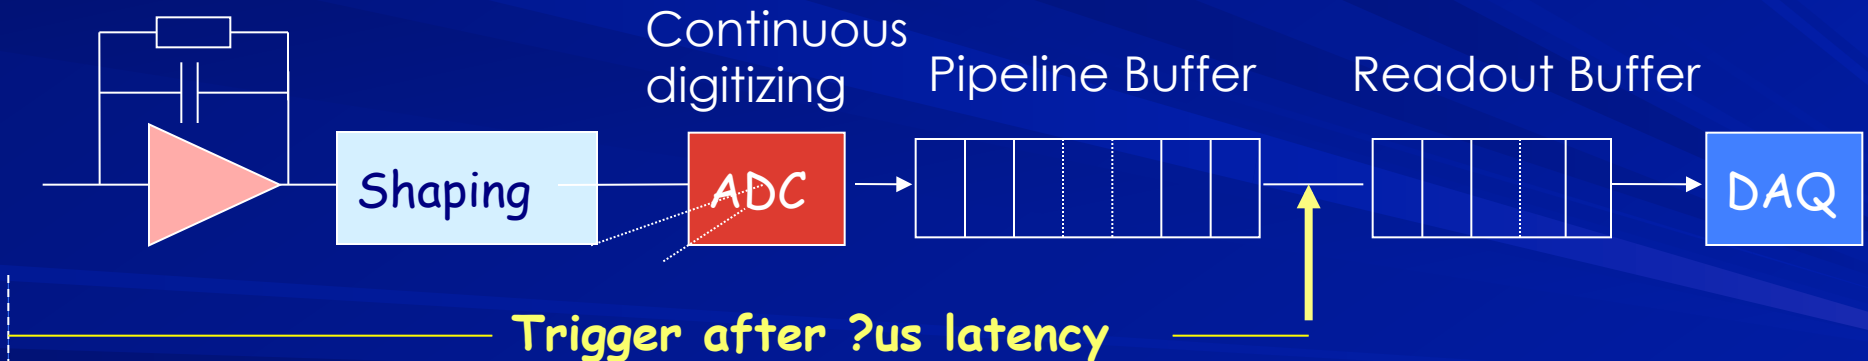 Continuous
digitizing
Pipeline Buffer
Readout Buffer
Shaping
ADC
DAQ
Trigger after ?us latency